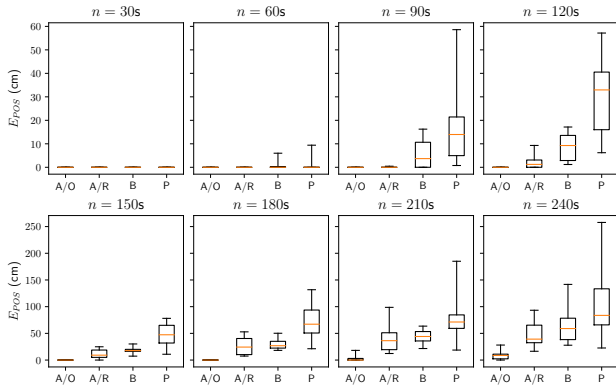 n = 30s
n = 60s
n = 90s
n = 120s
60
50
40
30
20
10
0
E_POS (cm)
A/O A/R B P
A/O A/R B P
A/O A/R B P
A/O A/R B P
n = 150s
n = 180s
n = 210s
n = 240s
250
200
150
100
50
0
E_POS (cm)
A/O A/R B P
A/O A/R B P
A/O A/R B P
A/O A/R B P